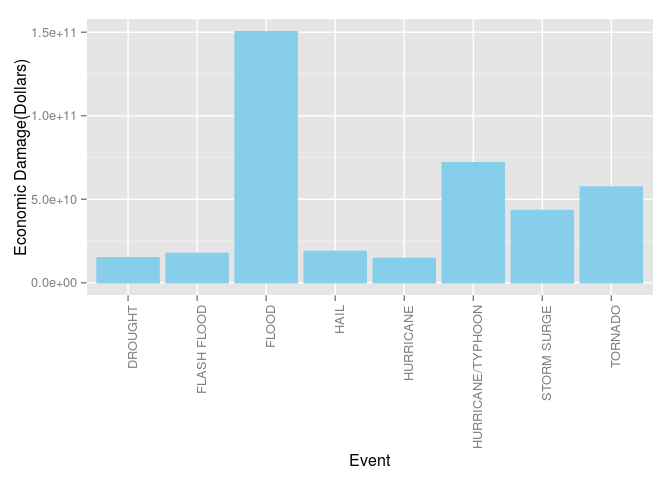 Economic Damage(Dollars)
1.5e+11
1.0e+11
5.0e+10
0.0e+00
DROUGHT
FLASH FLOOD
FLOOD
HAIL
HURRICANE
HURRICANE/TYPHOON
STORM SURGE
TORNADO
Event